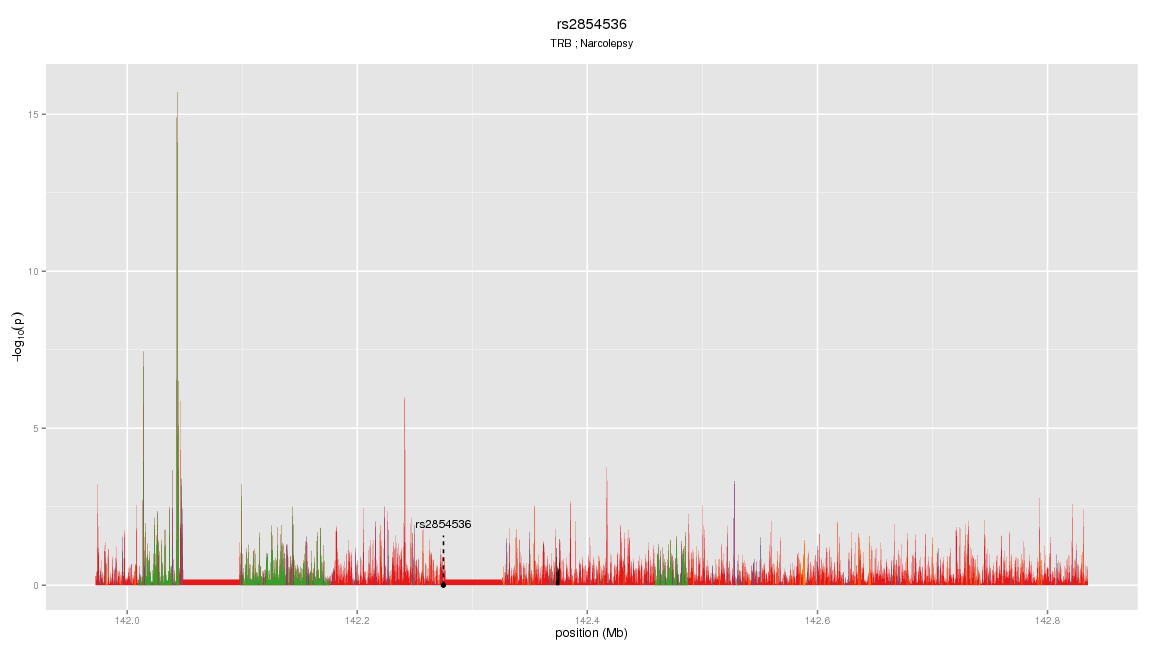 rs2854536
TRB ; Narcolepsy
15
10
5
0
−log10(p)
rs2854536
142.0 142.2 142.4 142.6 142.8
position (Mb)